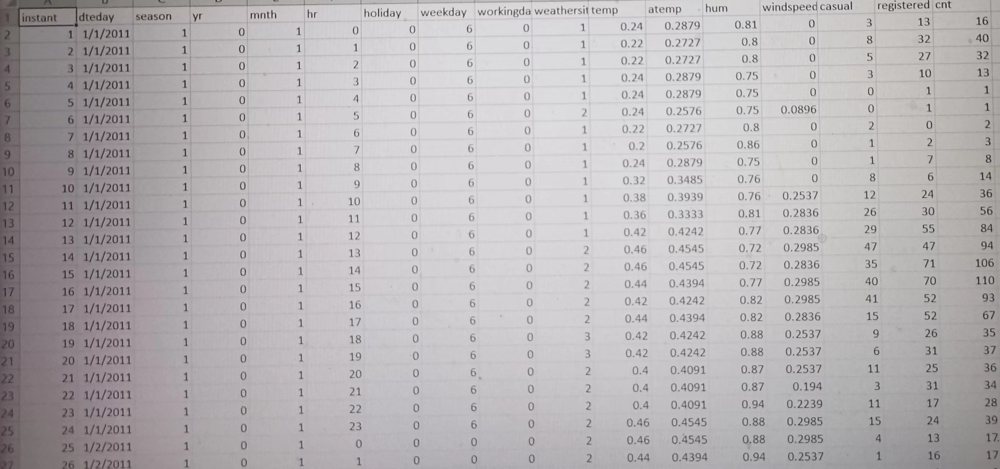 1 instant dteday season yr mnth hr holiday weekday workingda weathersit temp atemp hum windspeed casual registered cnt
2 1 1/1/2011 1 0 1 0 0 6 0 1 0.24 0.2879 0.81 0 3 13 16
3 2 1/1/2011 1 0 1 1 0 6 0 1 0.22 0.2727 0.8 0 8 32 40
4 3 1/1/2011 1 0 1 2 0 6 0 1 0.22 0.2727 0.8 0 5 27 32
5 4 1/1/2011 1 0 1 3 0 6 0 1 0.24 0.2879 0.75 0 3 10 13
6 5 1/1/2011 1 0 1 4 0 6 0 1 0.24 0.2879 0.75 0 0 1 1
7 6 1/1/2011 1 0 1 5 0 6 0 2 0.24 0.2576 0.75 0.0896 0 1 1
8 7 1/1/2011 1 0 1 6 0 6 0 1 0.22 0.2727 0.8 0 2 0 2
9 8 1/1/2011 1 0 1 7 0 6 0 1 0.2 0.2576 0.86 0 1 2 3
10 9 1/1/2011 1 0 1 8 0 6 0 1 0.24 0.2879 0.75 0 1 7 8
11 10 1/1/2011 1 0 1 9 0 6 0 1 0.32 0.3485 0.76 0 8 6 14
12 11 1/1/2011 1 0 1 10 0 6 0 1 0.38 0.3939 0.76 0.2537 12 24 36
13 12 1/1/2011 1 0 1 11 0 6 0 1 0.36 0.3333 0.81 0.2836 26 30 56
14 13 1/1/2011 1 0 1 12 0 6 0 1 0.42 0.4242 0.77 0.2836 29 55 84
15 14 1/1/2011 1 0 1 13 0 6 0 2 0.46 0.4545 0.72 0.2985 47 47 94
16 15 1/1/2011 1 0 1 14 0 6 0 2 0.46 0.4545 0.72 0.2836 35 71 106
17 16 1/1/2011 1 0 1 15 0 6 0 2 0.44 0.4394 0.77 0.2985 40 70 110
18 17 1/1/2011 1 0 1 16 0 6 0 2 0.42 0.4242 0.82 0.2985 41 52 93
19 18 1/1/2011 1 0 1 17 0 6 0 2 0.44 0.4394 0.82 0.2836 15 52 67
20 19 1/1/2011 1 0 1 18 0 6 0 3 0.42 0.4242 0.88 0.2537 9 26 35
21 20 1/1/2011 1 0 1 19 0 6 0 3 0.42 0.4242 0.88 0.2537 6 31 37
22 21 1/1/2011 1 0 1 20 0 6 0 2 0.4 0.4091 0.87 0.2537 11 25 36
23 22 1/1/2011 1 0 1 21 0 6 0 2 0.4 0.4091 0.87 0.194 3 31 34
24 23 1/1/2011 1 0 1 22 0 6 0 2 0.4 0.4091 0.94 0.2239 11 17 28
25 24 1/1/2011 1 0 1 23 0 6 0 2 0.46 0.4545 0.88 0.2985 15 24 39
26 25 1/2/2011 1 0 1 0 0 0 0 2 0.46 0.4545 0.88 0.2985 4 13 17
27 26 1/2/2011 1 0 1 1 0 0 0 2 0.44 0.4394 0.94 0.2537 1 16 17